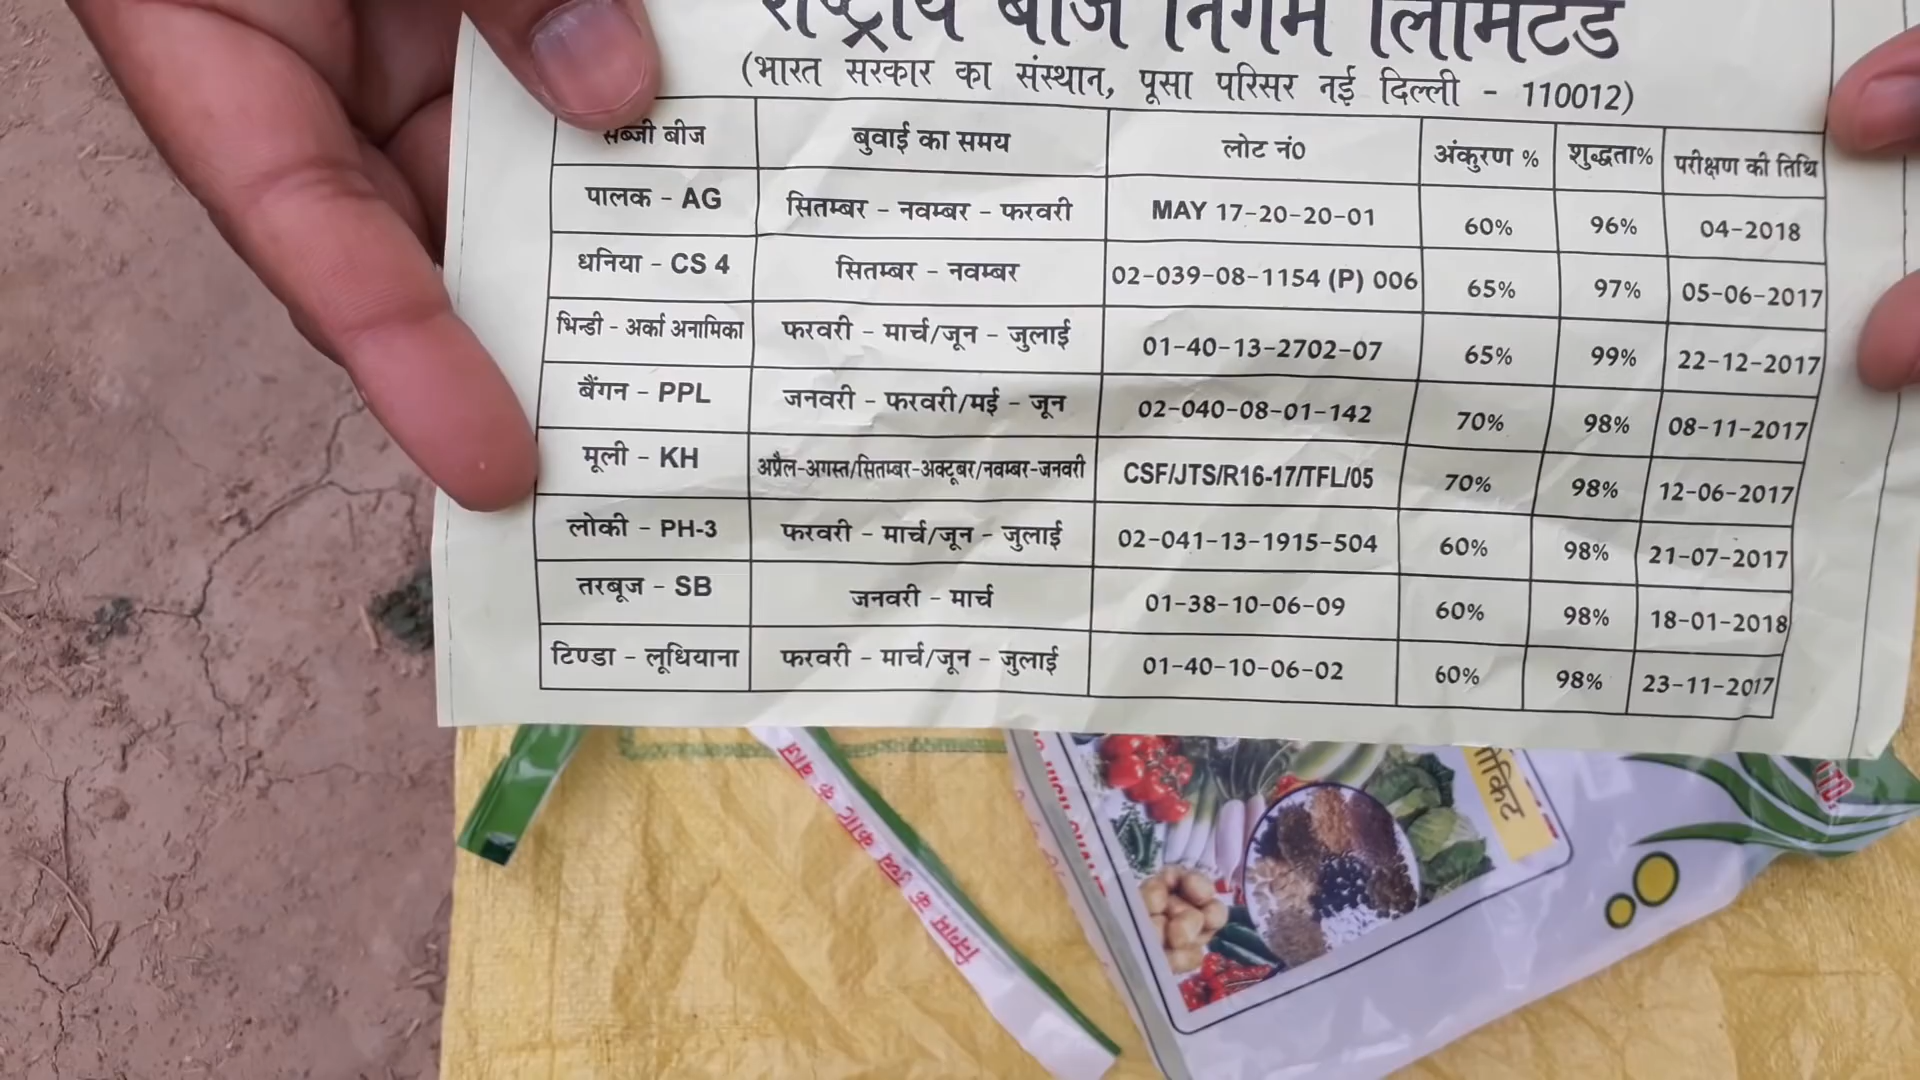 राष्ट्रीय बीज निगम लिमिटेड
(भारत सरकार का संस्थान, पूसा परिसर नई दिल्ली - 110012)
सब्जी बीज बुवाई का समय लोट नं0 अंकुरण % शुद्धता% परीक्षण की तिथि
पालक - AG सितम्बर - नवम्बर - फरवरी MAY 17-20-20-01 60% 96% 04-2018
धनिया - CS 4 सितम्बर - नवम्बर 02-039-08-1154 (P) 006 65% 97% 05-06-2017
भिन्डी - अर्का अनामिका फरवरी - मार्च/जून - जुलाई 01-40-13-2702-07 65% 99% 22-12-2017
बैंगन - PPL जनवरी - फरवरी/मई - जून 02-040-08-01-142 70% 98% 08-11-2017
मूली - KH अप्रैल-अगस्त/सितम्बर-अक्टूबर/नवम्बर-जनवरी CSF/JTS/R16-17/TFL/05 70% 98% 12-06-2017
लोकी - PH-3 फरवरी - मार्च/जून - जुलाई 02-041-13-1915-504 60% 98% 21-07-2017
तरबूज - SB जनवरी - मार्च 01-38-10-06-09 60% 98% 18-01-2018
टिण्डा - लूधियाना फरवरी - मार्च/जून - जुलाई 01-40-10-06-02 60% 98% 23-11-2017
निगम के उच्च कोटि के बीज
LTD.